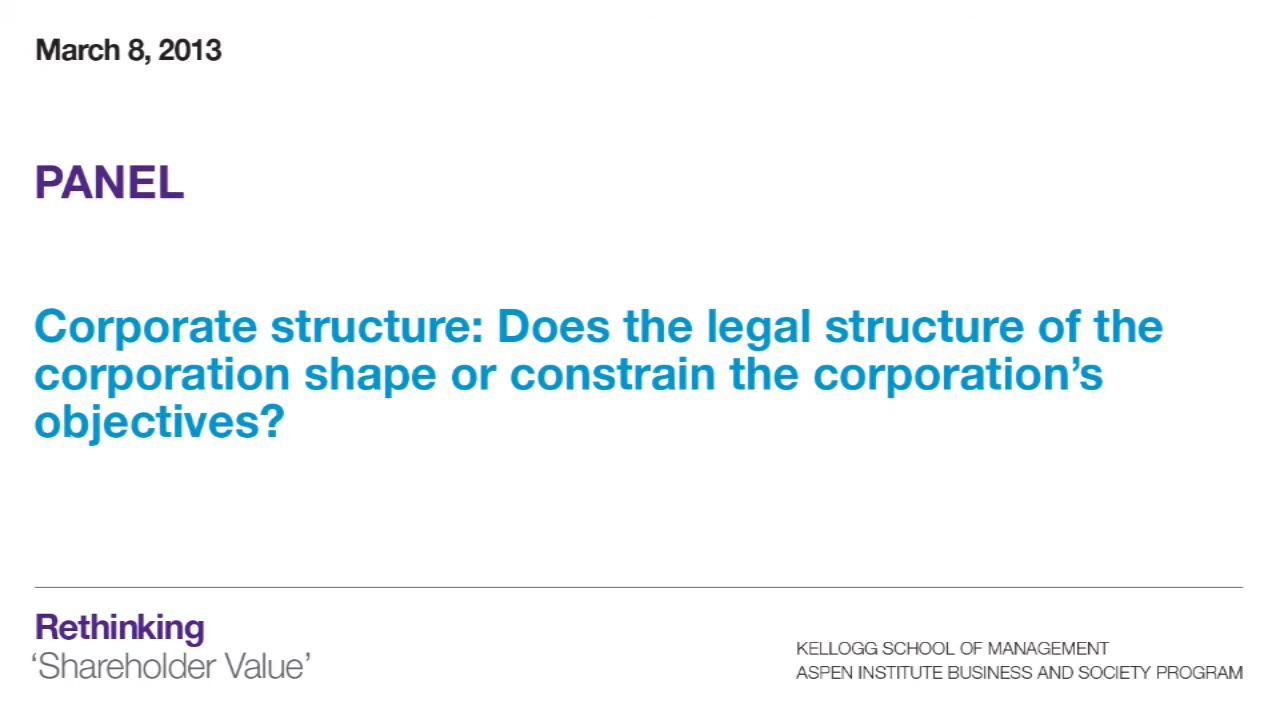 March 8, 2013
PANEL
Corporate structure: Does the legal structure of the
corporation shape or constrain the corporation’s
objectives?
Rethinking
‘Shareholder Value’
KELLOGG SCHOOL OF MANAGEMENT
ASPEN INSTITUTE BUSINESS AND SOCIETY PROGRAM